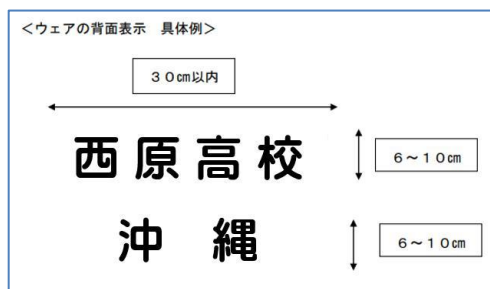 ＜ウェアの背面表示　具体例＞
３０㎝以内
西原高校
６～１０㎝
沖　縄
６～１０㎝